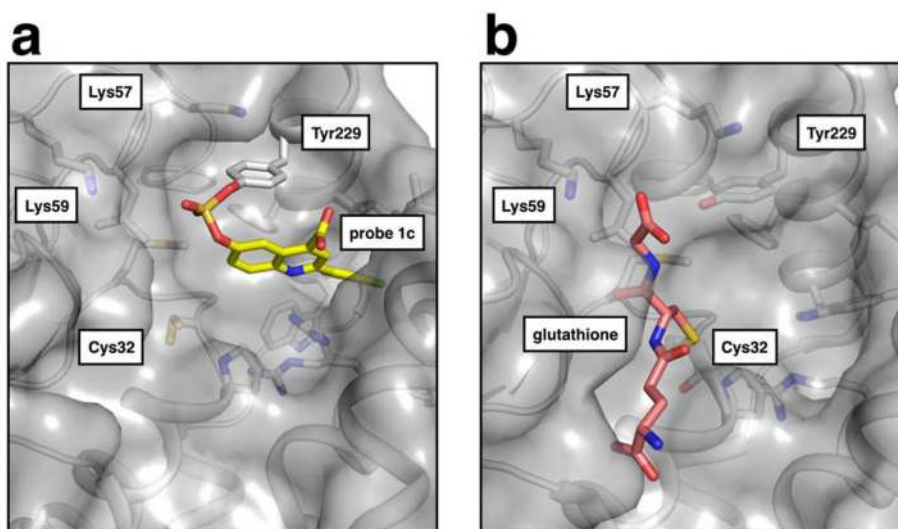 a
Lys57
Tyr229
Lys59
probe 1c
Cys32
b
Lys57
Tyr229
Lys59
glutathione
Cys32